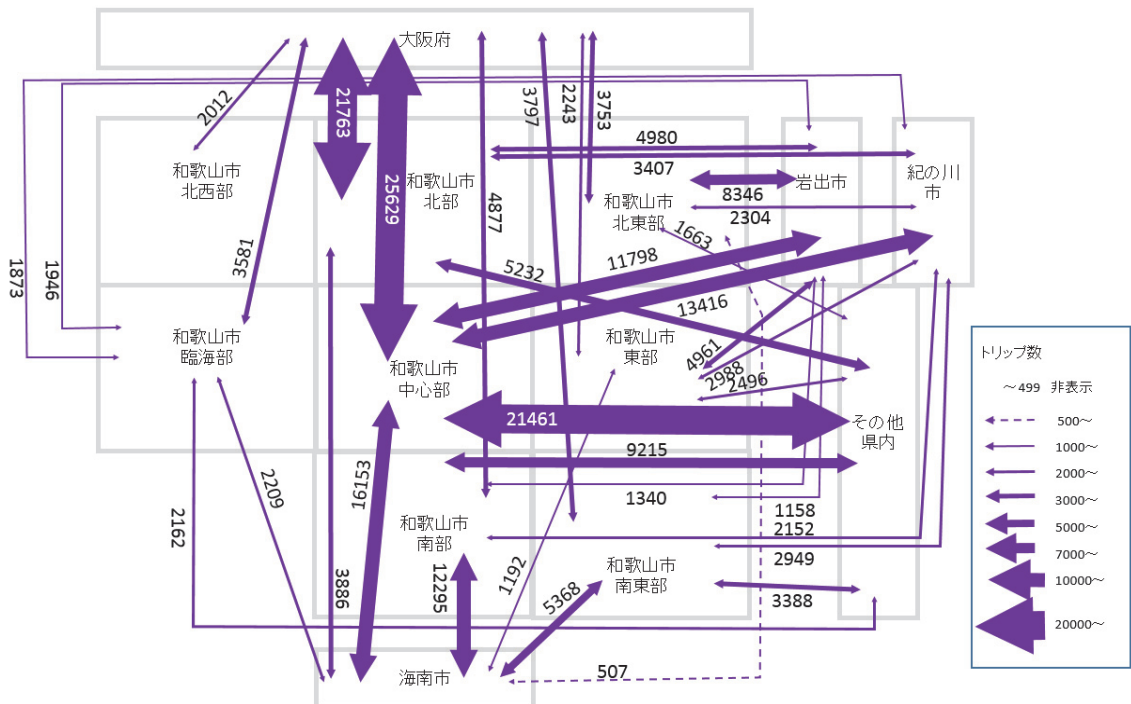 大阪府
2012
21763
25629
3797
2243
3753
4980
3407
和歌山市
北西部
和歌山市
北部
和歌山市
北東部
岩出市
紀の川
市
8346
2304
4877
1663
3581
11798
5232
13416
1873
1946
和歌山市
臨海部
和歌山市
中心部
和歌山市
東部
4961
2988
2496
トリップ数
～499 非表示
500～
1000～
2000～
3000～
5000～
7000～
10000～
20000～
21461
その他
県内
9215
16153
2209
2162
1340
1158
2152
2949
和歌山市
南部
和歌山市
南東部
3886
12295
1192
5368
3388
海南市
507